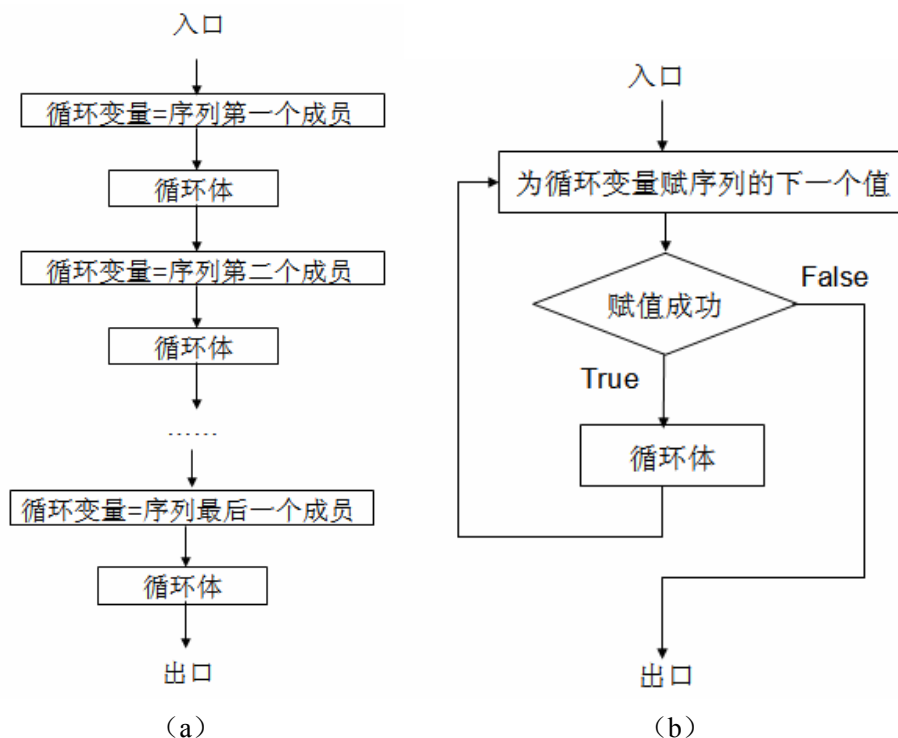 入口
循环变量=序列第一个成员
循环体
循环变量=序列第二个成员
循环体
……
循环变量=序列最后一个成员
循环体
出口
（a）
入口
为循环变量赋序列的下一个值
赋值成功
False
True
循环体
出口
（b）